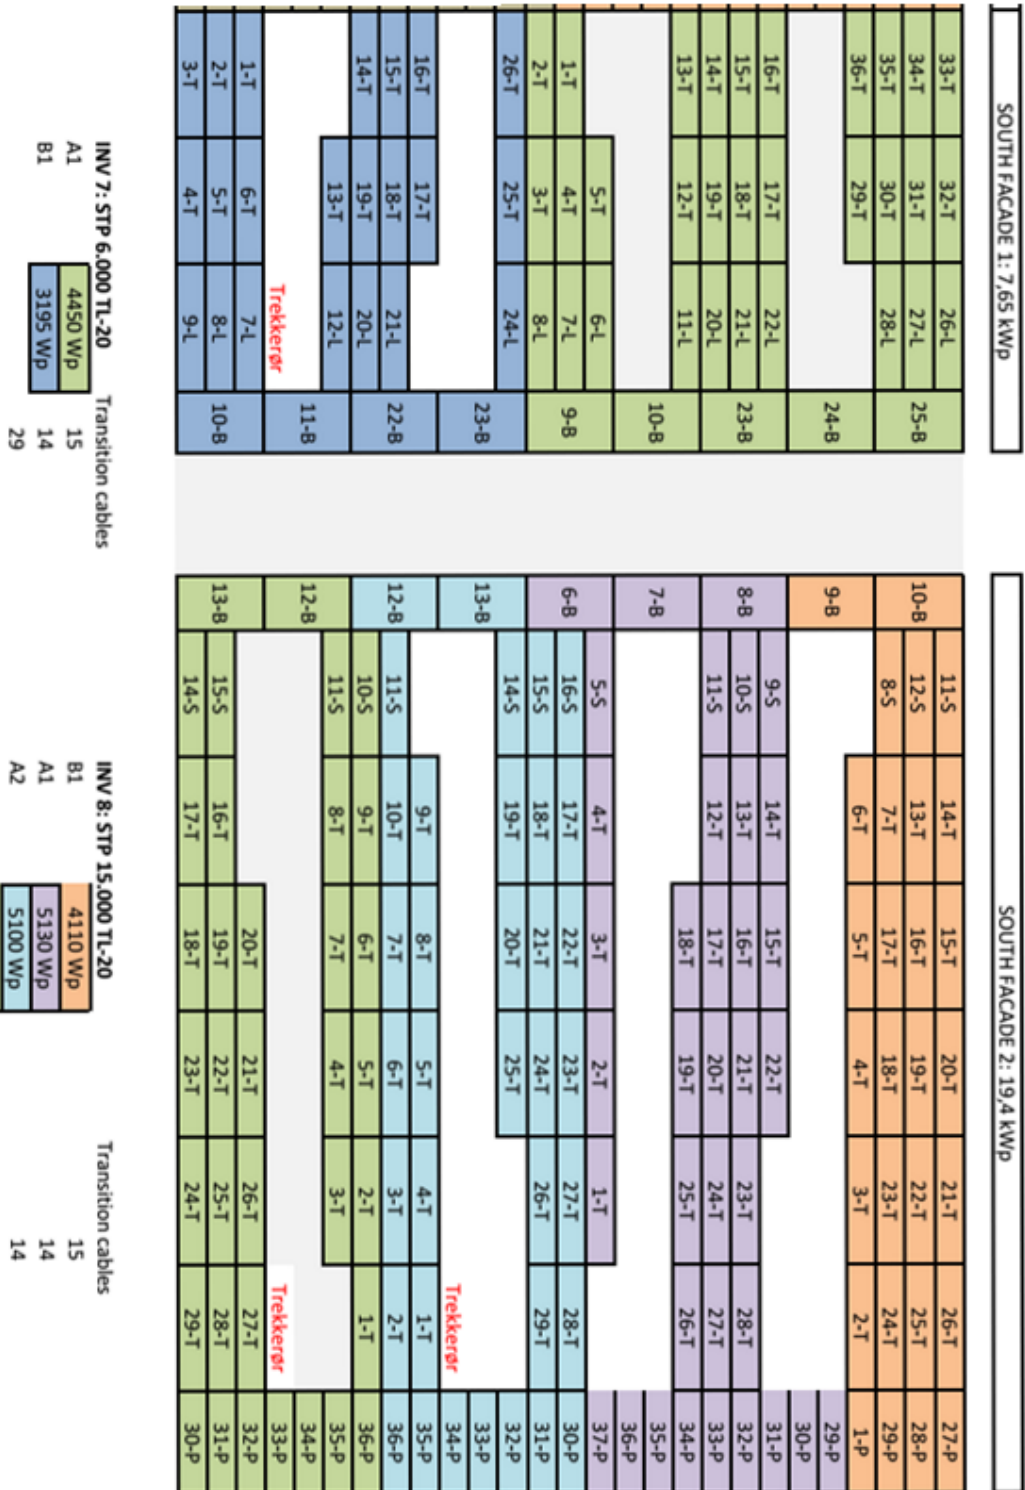 SOUTH FACADE 1: 7,65 kWp SOUTH FACADE 2: 19,4 kWp
33-T 32-T 26-L 11-S 14-T 15-T 20-T 21-T 26-T 27-P
34-T 31-T 27-L 25-B 10-B 12-S 13-T 16-T 19-T 22-T 25-T 28-P
35-T 30-T 28-L 8-S 7-T 17-T 18-T 23-T 24-T 29-P
36-T 29-T 6-T 5-T 4-T 3-T 2-T 1-P
24-B 9-B 29-P
30-P
16-T 17-T 22-L 9-S 14-T 15-T 22-T 31-P
15-T 18-T 21-L 23-B 8-B 10-S 13-T 16-T 21-T 23-T 28-T 32-P
14-T 19-T 20-L 11-S 12-T 17-T 20-T 24-T 27-T 33-P
13-T 12-T 11-L 18-T 19-T 25-T 26-T 34-P
10-B 7-B 35-P
36-P
5-T 6-L 5-S 4-T 3-T 2-T 1-T 37-P
1-T 4-T 7-L 9-B 6-B 16-S 17-T 22-T 23-T 27-T 28-T 30-P
2-T 3-T 8-L 15-S 18-T 21-T 24-T 26-T 29-T 31-P
26-T 25-T 24-L 14-S 19-T 20-T 25-T 32-P
23-B 13-B 33-P
Trekkerør 34-P
16-T 17-T 9-T 8-T 5-T 4-T 1-T 35-P
15-T 18-T 21-L 22-B 12-B 11-S 10-T 7-T 6-T 3-T 2-T 36-P
14-T 19-T 20-L 10-S 9-T 6-T 5-T 2-T 1-T 36-P
13-T 12-L 11-S 8-T 7-T 4-T 3-T 35-P
11-B 12-B 34-P
Trekkerør Trekkerør 33-P
1-T 6-T 7-L 20-T 21-T 26-T 27-T 32-P
2-T 5-T 8-L 10-B 13-B 15-S 16-T 19-T 22-T 25-T 28-T 31-P
3-T 4-T 9-L 14-S 17-T 18-T 23-T 24-T 29-T 30-P
INV 7: STP 6.000 TL-20 Transition cables INV 8: STP 15.000 TL-20 Transition cables
A1 4450 Wp 15 B1 4110 Wp 15
B1 3195 Wp 14 A1 5130 Wp 14
29 A2 5100 Wp 14